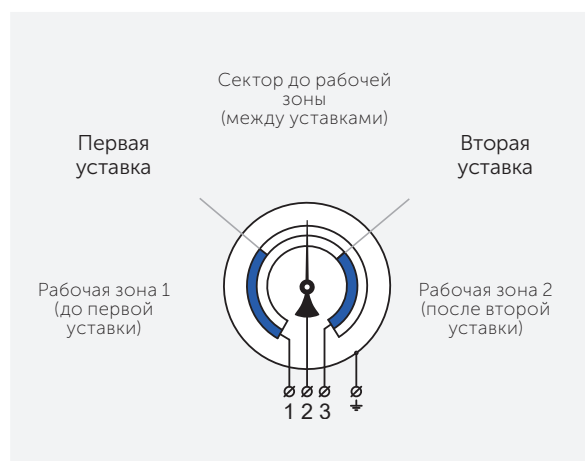 Сектор до рабочей
зоны
(между уставками)
Первая
уставка
Вторая
уставка
Рабочая зона 1
(до первой
уставки)
Рабочая зона 2
(после второй
уставки)
1 2 3